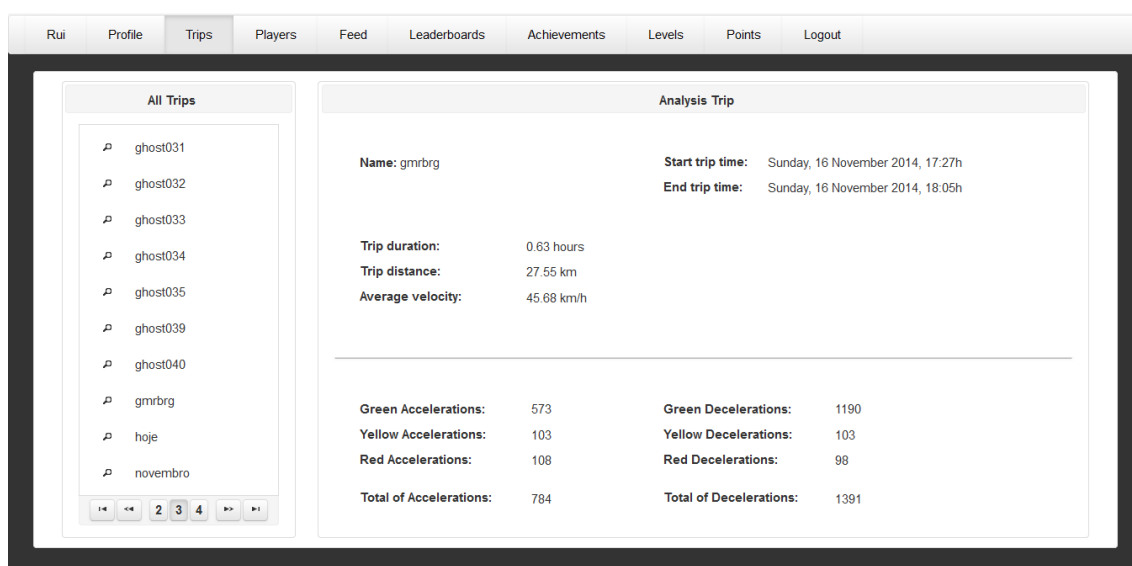 Rui Profile Trips Players Feed Leaderboards Achievements Levels Points Logout
All Trips
ghost031
ghost032
ghost033
ghost034
ghost035
ghost039
ghost040
gmrbrg
hoje
novembro
2 3 4
Analysis Trip
Name: gmrbrg
Start trip time: Sunday, 16 November 2014, 17:27h
End trip time: Sunday, 16 November 2014, 18:05h
Trip duration: 0.63 hours
Trip distance: 27.55 km
Average velocity: 45.68 km/h
Green Accelerations: 573 Green Decelerations: 1190
Yellow Accelerations: 103 Yellow Decelerations: 103
Red Accelerations: 108 Red Decelerations: 98
Total of Accelerations: 784 Total of Decelerations: 1391